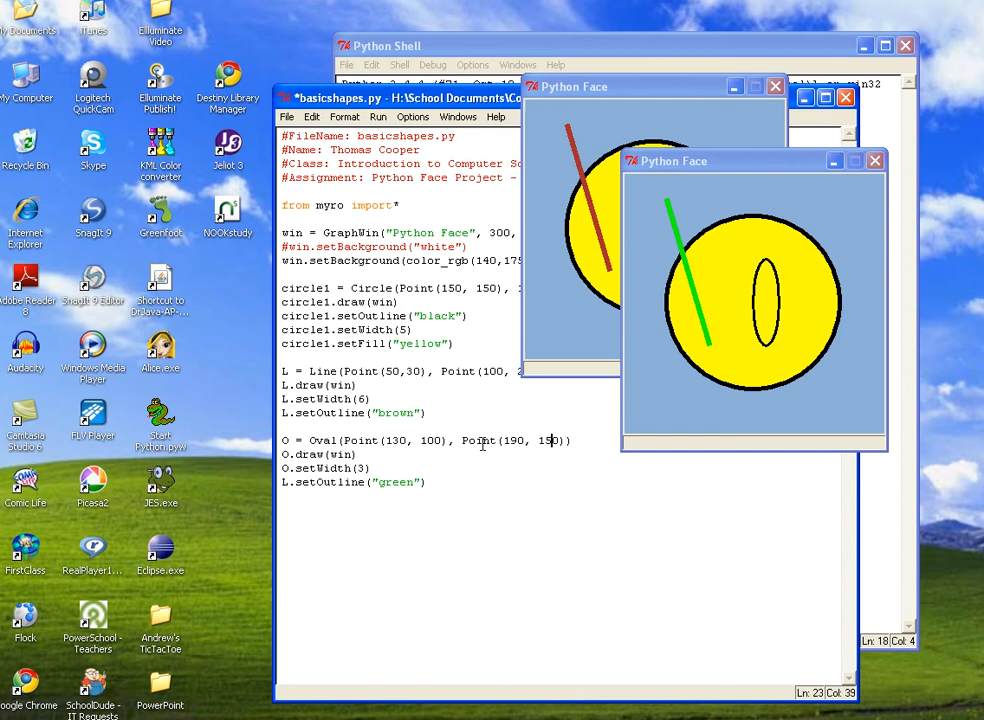 My Documents
iTunes
Elluminate Video
My Computer
Logitech QuickCam
Elluminate Publish!
Destiny Library Manager
Recycle Bin
Skype
KML Color converter
Jeliot 3
Internet Explorer
SnagIt 9
Greenfoot
NOOKstudy
Adobe Reader 8
SnagIt 9 Editor
Shortcut to DrJava-AP-...
Audacity
Windows Media Player
Alice.exe
Camtasia Studio 6
FLV Player
Start Python.pyw
Comic Life
Picasa2
JES.exe
FirstClass
RealPlayer1...
Eclipse.exe
Flock
PowerSchool - Teachers
Andrew's TicTacToe
Google Chrome
SchoolDude - IT Requests
PowerPoint
Python Shell
File Edit Shell Debug Options Windows Help
win32
Ln: 18 Col: 4
*basicshapes.py - H:\School Documents\Co
File Edit Format Run Options Windows Help
#FileName: basicshapes.py
#Name: Thomas Cooper
#Class: Introduction to Computer Sc
#Assignment: Python Face Project -
from myro import*
win = GraphWin("Python Face", 300,
#win.setBackground("white")
win.setBackground(color_rgb(140,175
circle1 = Circle(Point(150, 150), 1
circle1.draw(win)
circle1.setOutline("black")
circle1.setWidth(5)
circle1.setFill("yellow")
L = Line(Point(50,30), Point(100, 2
L.draw(win)
L.setWidth(6)
L.setOutline("brown")
O = Oval(Point(130, 100), Point(190, 150))
O.draw(win)
O.setWidth(3)
L.setOutline("green")
Ln: 23 Col: 39
Python Face
Python Face